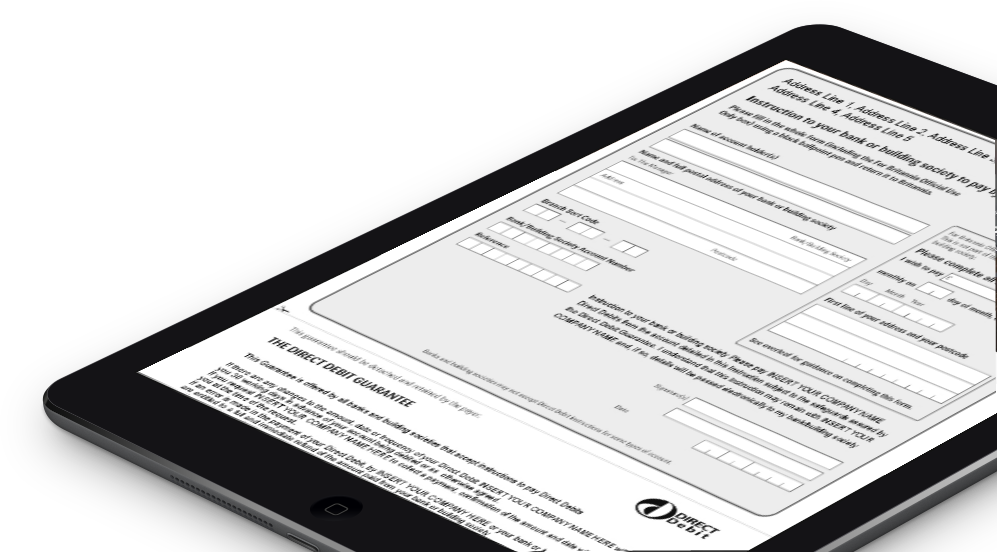 Address Line 1, Address Line 2, Address Line
Address Line 4, Address Line 5
Instruction to your bank or building society to pay b
Please fill in the whole form (including the For Britannia Official Use
Only box) using a black ballpoint pen and return it to Britannia.
Name of account holder(s)
Name and full postal address of your bank or building society
To: The Manager
Bank/Building Society
Address
Postcode
Branch Sort Code
Bank/Building Society Account Number
Reference
This is not part of
building society
Please complete all
I wish to pay £
monthly on
day of month
Day Month Year
First line of your address and your postcode
See overleaf for guidance on completing this form.
Instruction to your bank or building society. Please pay INSERT YOUR COMPANY NAME
Direct Debits from the account detailed in this Instruction subject to the safeguards assured by
the Direct Debit Guarantee. I understand that this Instruction may remain with INSERT YOUR
COMPANY NAME and, if so, details will be passed electronically to my bank/building society
Signature(s)
Date
Banks and building societies may not accept Direct Debit Instructions for some types of account.
This guarantee should be detached and retained by the payer.
THE DIRECT DEBIT GUARANTEE
DIRECT
Debit
This Guarantee is offered by all banks and building societies that accept instructions to pay Direct Debits
If there are any changes to the amount, date or frequency of your Direct Debit, INSERT YOUR COMPANY NAME HERE
working days in advance of your account being debited or as otherwise agreed.
If you request INSERT YOUR COMPANY NAME HERE to collect a payment, confirmation of the amount and date
you at the time of the request.
If an error is made in the payment of your Direct Debit, by INSERT YOUR COMPANY HERE or your bank or
are entitled to a full and immediate refund of the amount paid from your bank or building society.